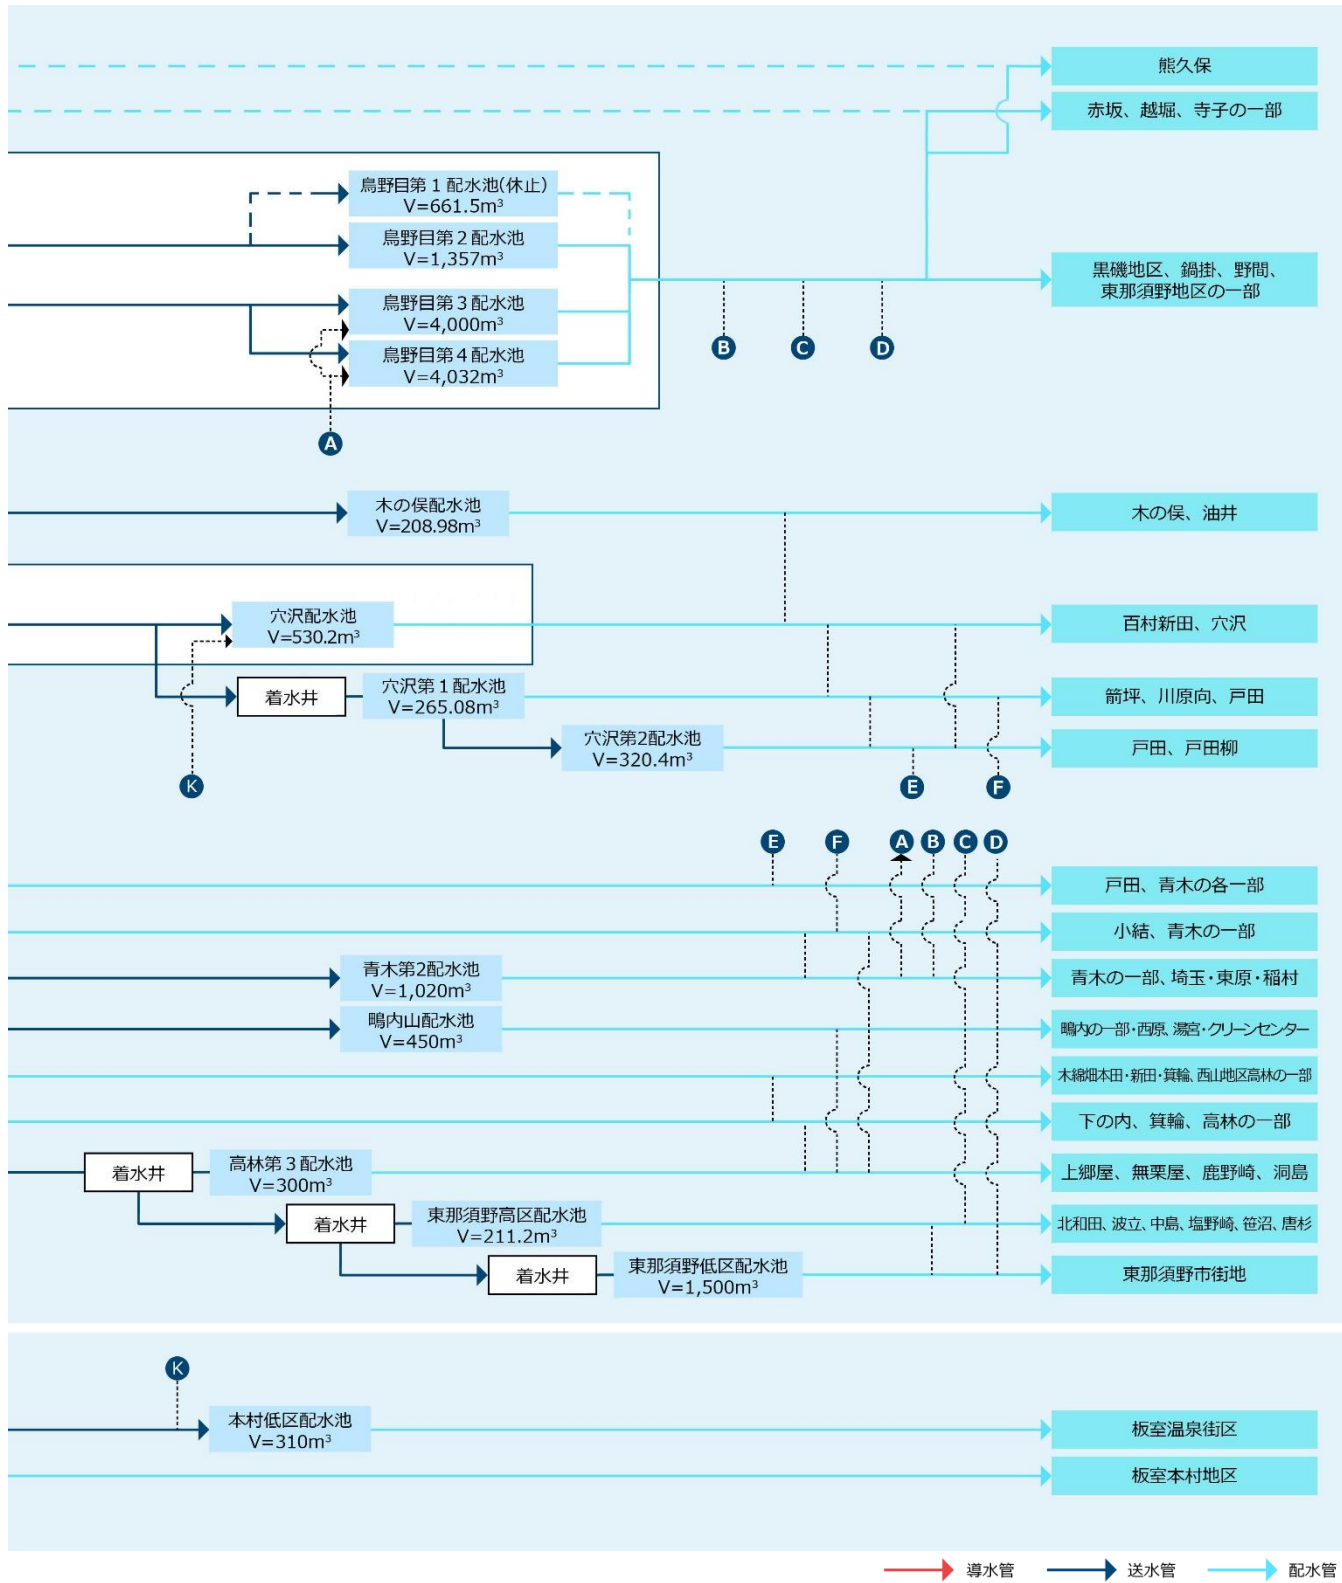 熊久保
赤坂、越堀、寺子の一部
鳥野目第1配水池(休止)
V=661.5m³
鳥野目第2配水池
V=1,357m³
黒磯地区、鍋掛、野間、
東那須野地区の一部
鳥野目第3配水池
V=4,000m³
B
C
D
鳥野目第4配水池
V=4,032m³
A
木の俣配水池
V=208.98m³
木の俣、油井
穴沢配水池
V=530.2m³
百村新田、穴沢
着水井
穴沢第1配水池
V=265.08m³
箭坪、川原向、戸田
穴沢第2配水池
V=320.4m³
戸田、戸田柳
K
E
F
E
F
A
B
C
D
戸田、青木の各一部
小結、青木の一部
青木第2配水池
V=1,020m³
青木の一部、埼玉・東原・稲村
鴫内山配水池
V=450m³
鴫内の一部・西原、湯宮・クリーンセンター
木綿畑本田・新田・箕輪、西山地区高林の一部
下の内、箕輪、高林の一部
着水井
高林第3配水池
V=300m³
上郷屋、無栗屋、鹿野崎、洞島
着水井
東那須野高区配水池
V=211.2m³
北和田、波立、中島、塩野崎、笹沼、唐杉
着水井
東那須野低区配水池
V=1,500m³
東那須野市街地
K
本村低区配水池
V=310m³
板室温泉街区
板室本村地区
導水管
送水管
配水管